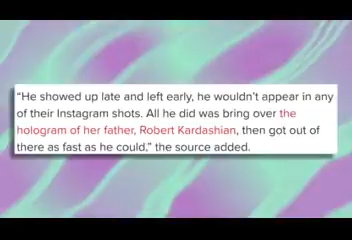 “He showed up late and left early, he wouldn’t appear in any
of their Instagram shots. All he did was bring over the
hologram of her father, Robert Kardashian, then got out of
there as fast as he could,” the source added.